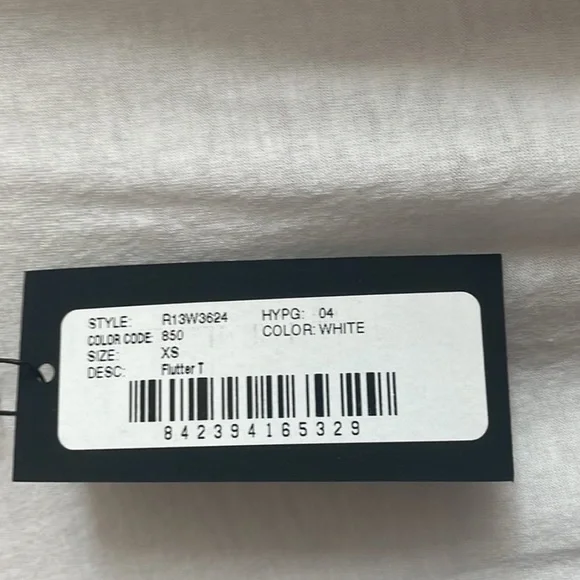 STYLE: R13W3624 HYPG: 04
COLOR CODE: 850 COLOR: WHITE
SIZE: XS
DESC: Flutter T
842394165329